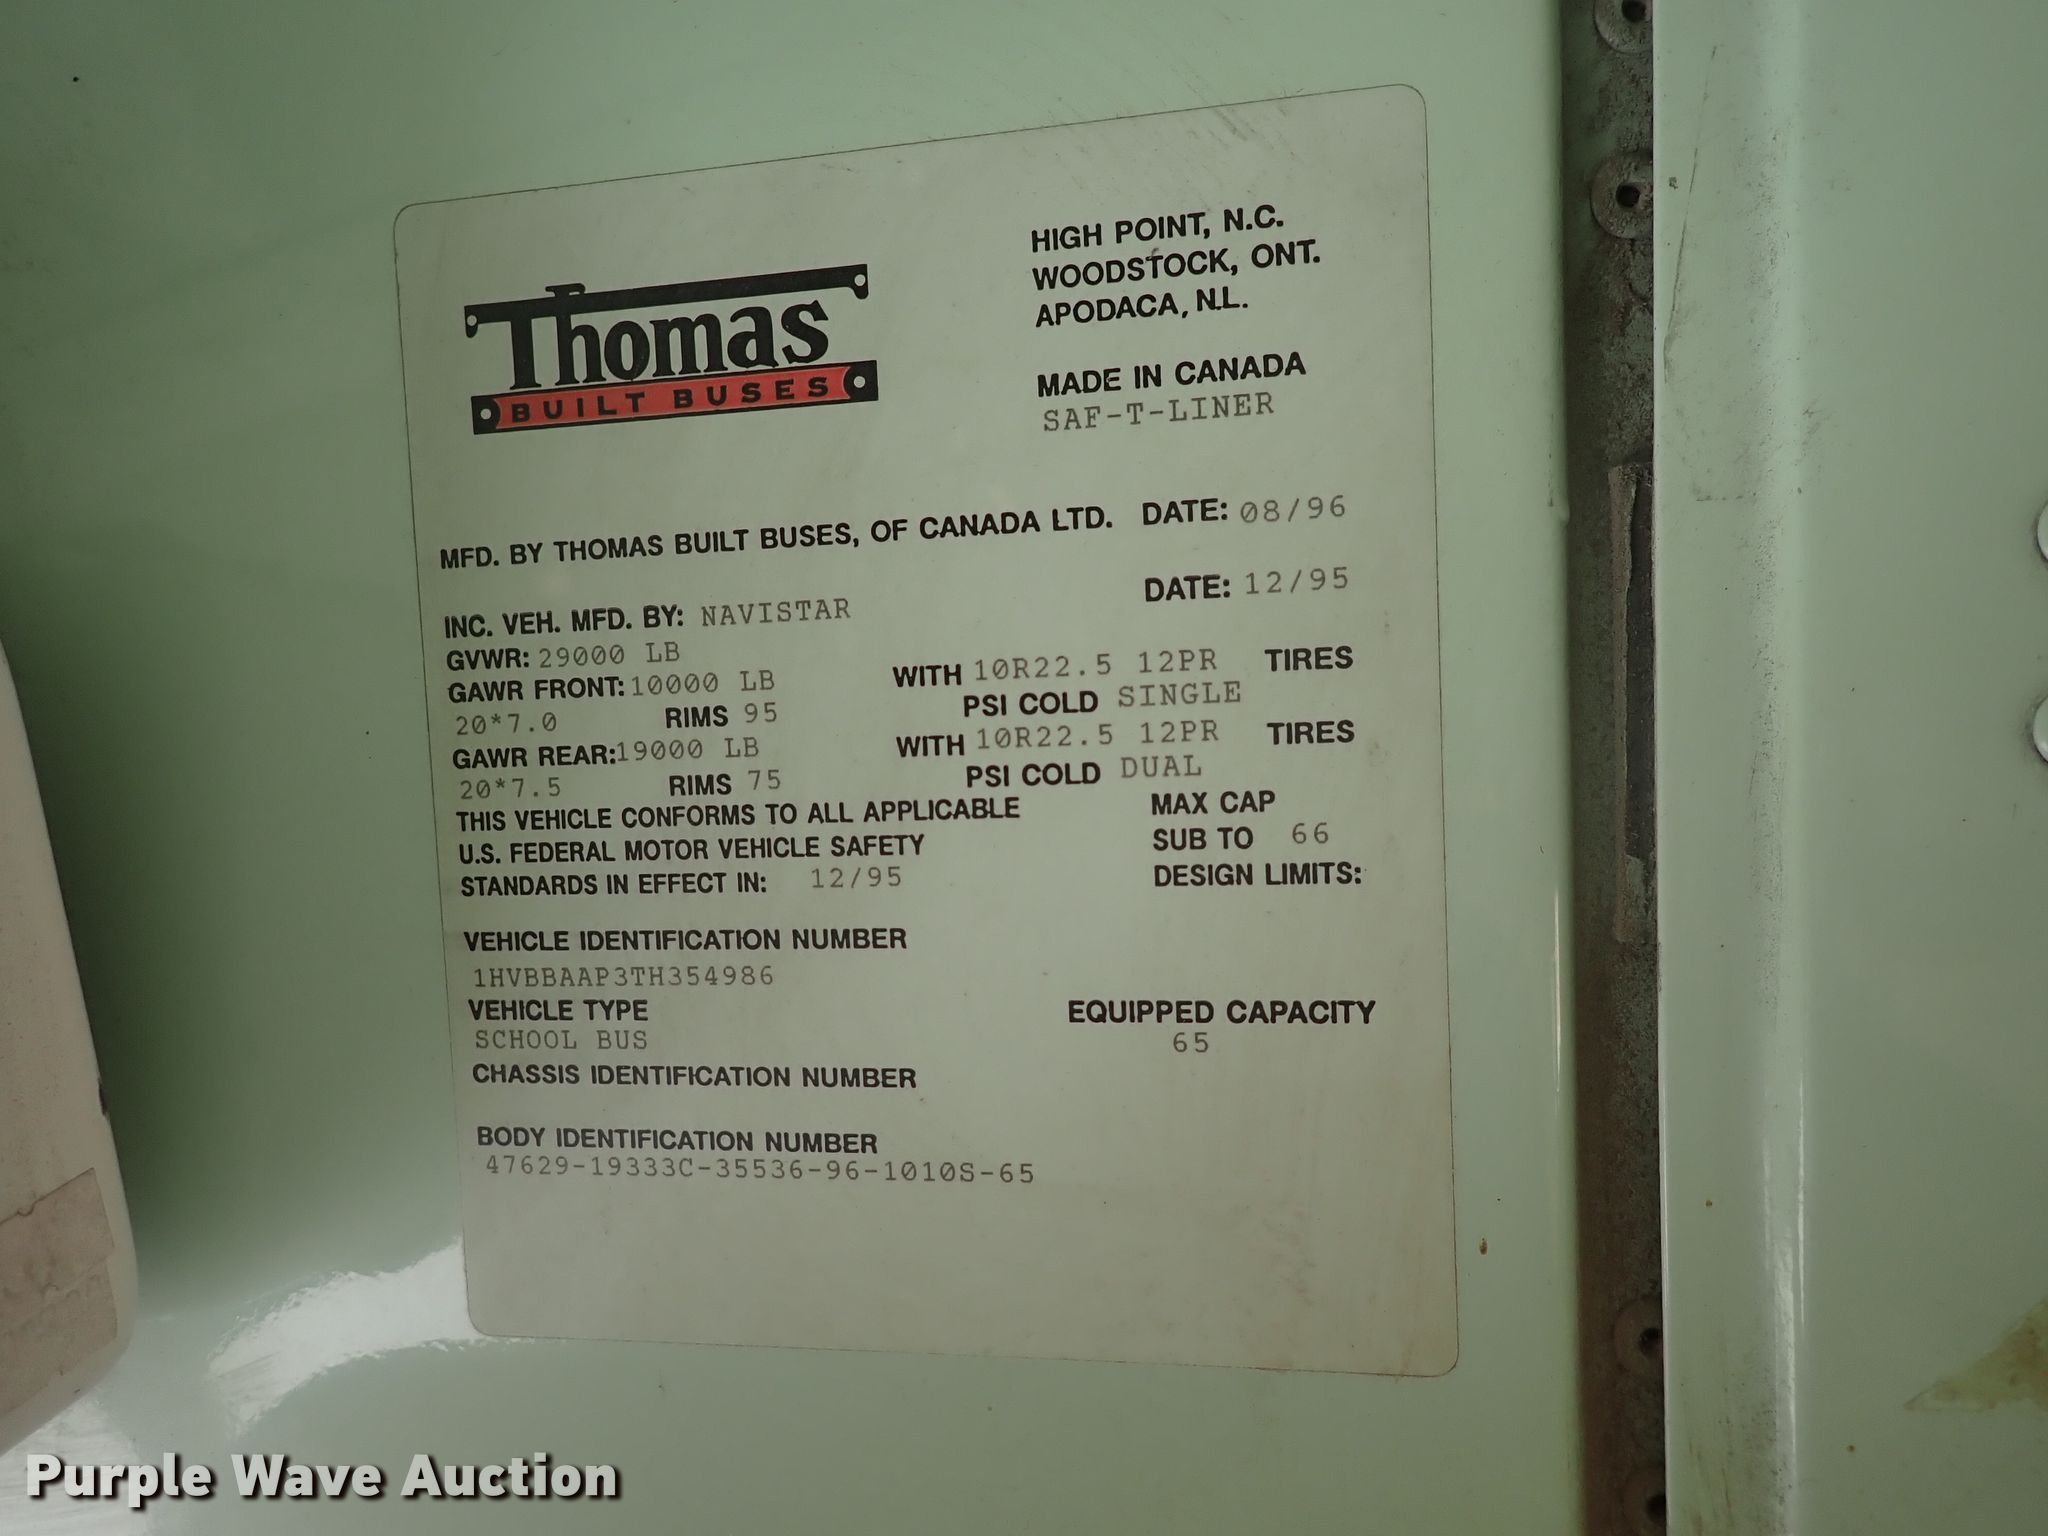 Thomas
BUILT BUSES
HIGH POINT, N.C.
WOODSTOCK, ONT.
APODACA, N.L.
MADE IN CANADA
SAF-T-LINER
MFD. BY THOMAS BUILT BUSES, OF CANADA LTD. DATE: 08/96
INC. VEH. MFD. BY: NAVISTAR DATE: 12/95
GVWR: 29000 LB
GAWR FRONT: 10000 LB WITH 10R22.5 12PR TIRES
20*7.0 RIMS 95 PSI COLD SINGLE
GAWR REAR: 19000 LB WITH 10R22.5 12PR TIRES
20*7.5 RIMS 75 PSI COLD DUAL
THIS VEHICLE CONFORMS TO ALL APPLICABLE
U.S. FEDERAL MOTOR VEHICLE SAFETY
STANDARDS IN EFFECT IN: 12/95
MAX CAP
SUB TO 66
DESIGN LIMITS:
VEHICLE IDENTIFICATION NUMBER
1HVBBAAP3TH354986
VEHICLE TYPE
SCHOOL BUS
EQUIPPED CAPACITY
65
CHASSIS IDENTIFICATION NUMBER
BODY IDENTIFICATION NUMBER
47629-19333C-35536-96-1010S-65
Purple Wave Auction